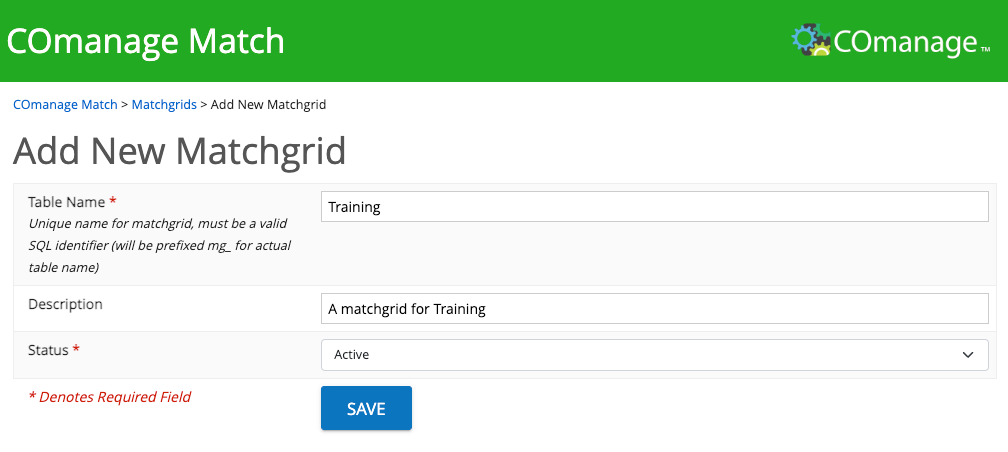 COmanage Match
COmanage™
COmanage Match > Matchgrids > Add New Matchgrid
Add New Matchgrid
Table Name *
Unique name for matchgrid, must be a valid
SQL identifier (will be prefixed mg_ for actual
table name)
Training
Description
A matchgrid for Training
Status *
Active
* Denotes Required Field
SAVE